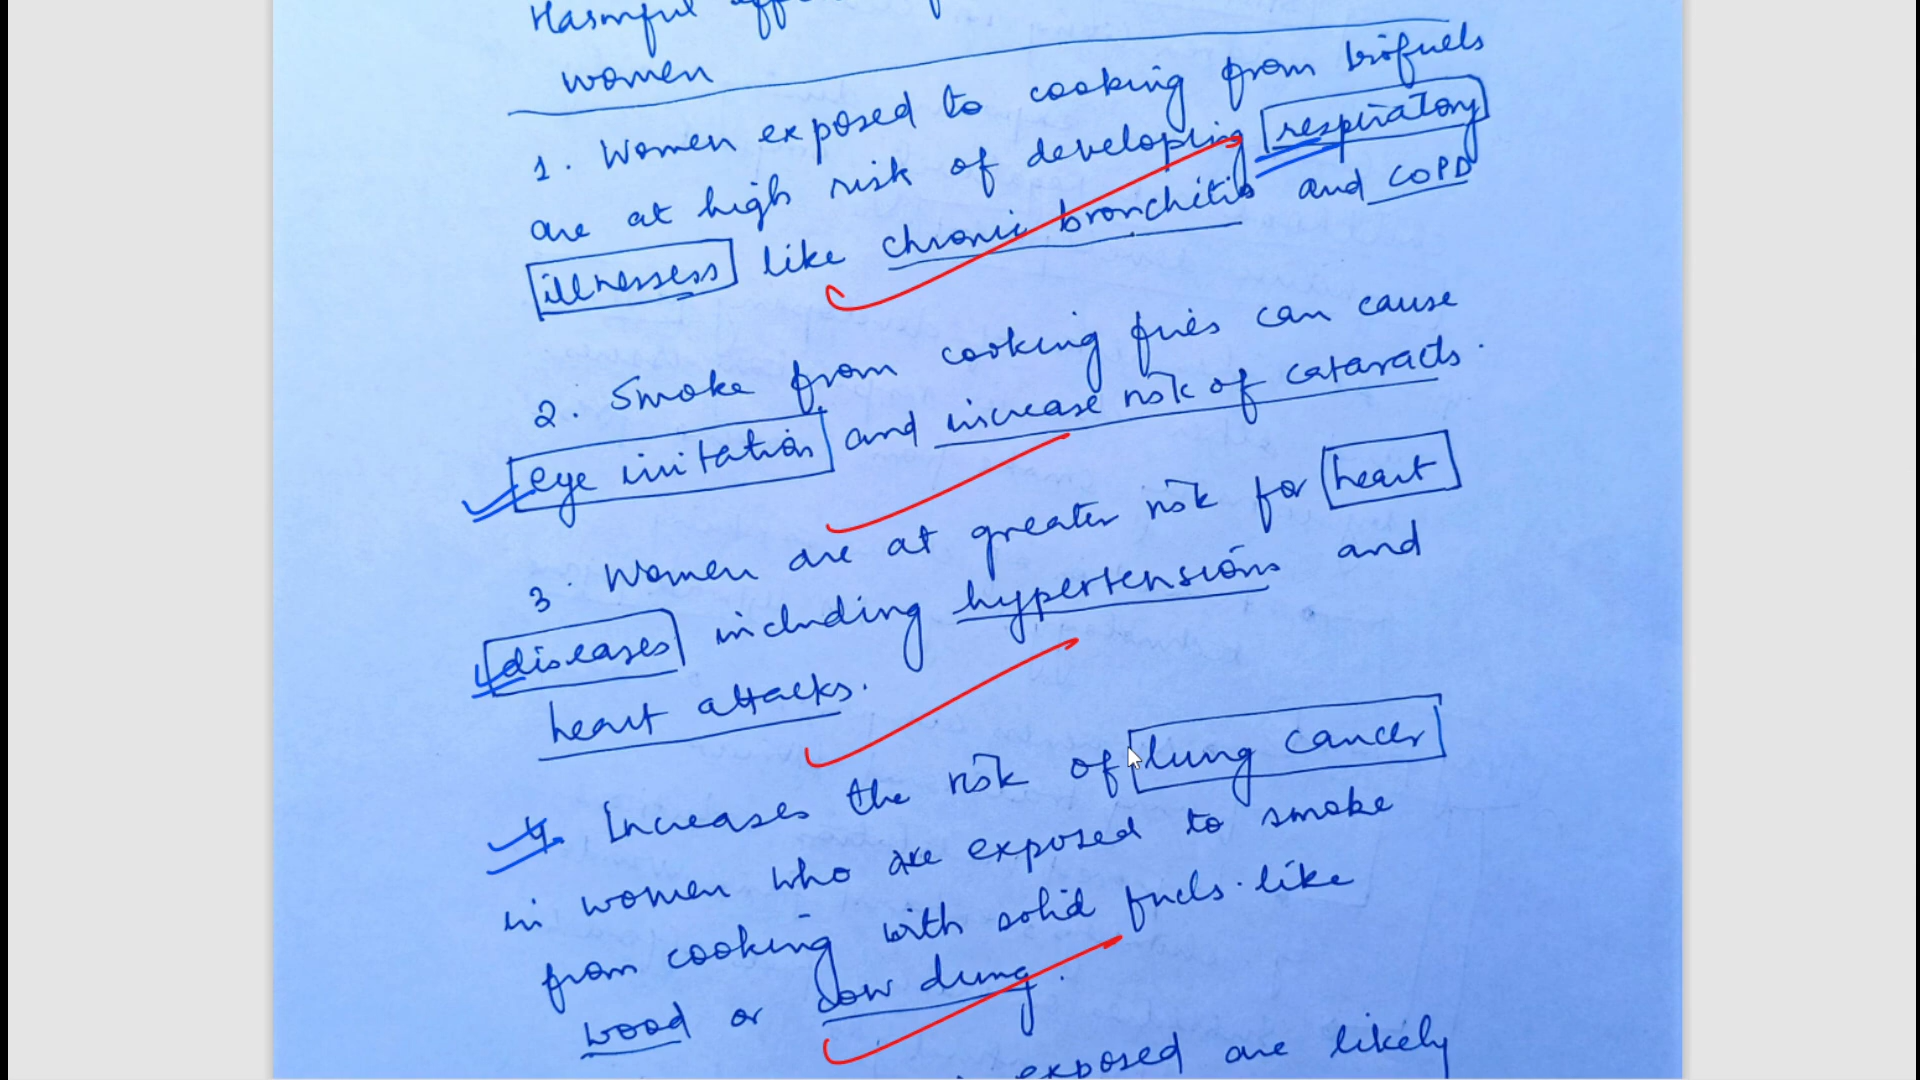 Harmful
women
1. Women exposed to cooking from biofuels
are at high risk of developing respiratory
illnessess like chronic bronchitis and COPD
2. Smoke from cooking fires can cause
eye irritation and increase risk of cataracts.
3. Women are at greater risk for heart
diseases including hypertensions and
heart attacks.
4. Increases the risk of lung cancer
in women who are exposed to smoke
from cooking with solid fuels. like
wood or cow dung.
exposed are likely